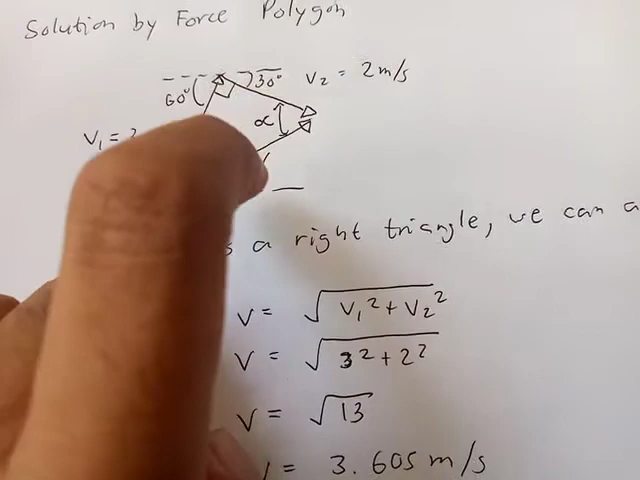 Solution by Force Polygon
60° 30° V₂ = 2m/s
V₁ =
α
a right triangle, we can a
V = √V₁² + V₂²
V = √3² + 2²
V = √13
= 3.605 m/s